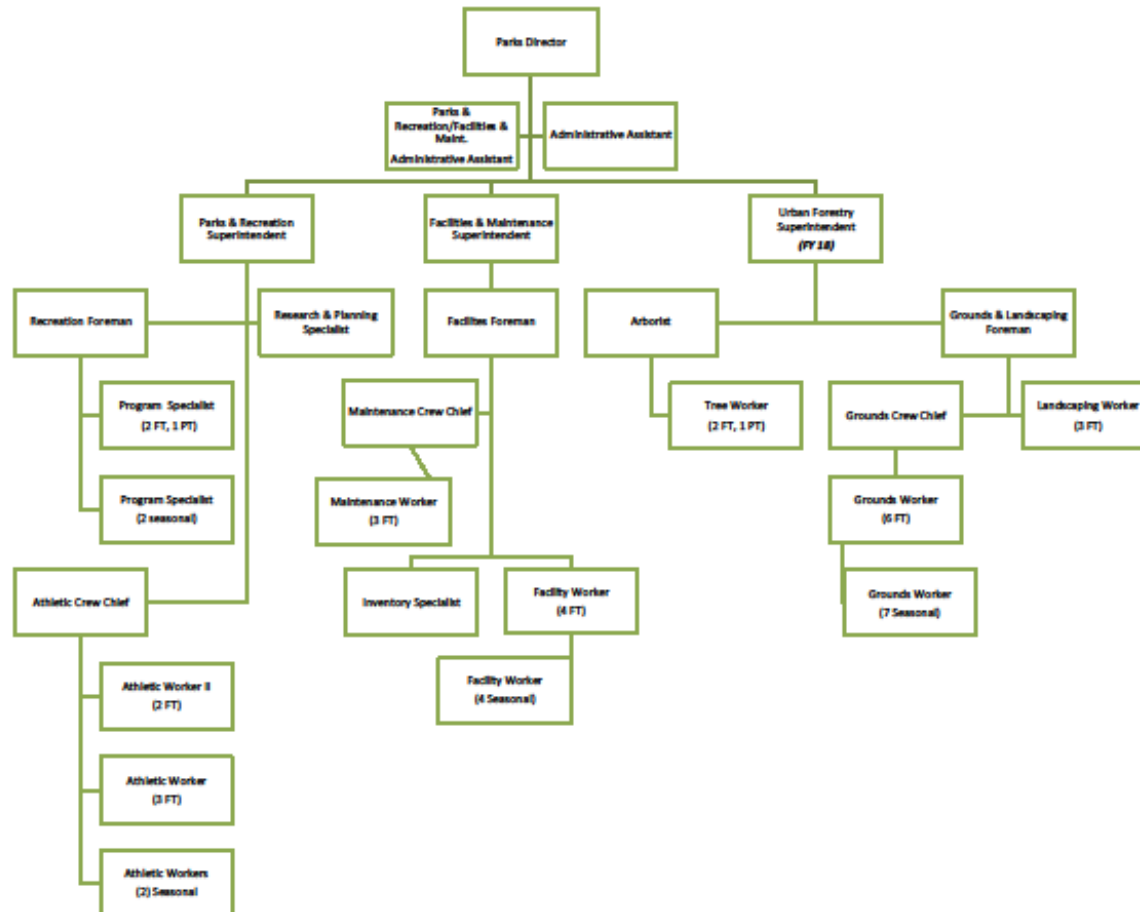 Parks Director
Parks &
Recreation/Facilities &
Maint.
Administrative Assistant
Administrative Assistant
Parks & Recreation
Superintendent
Facilities & Maintenance
Superintendent
Urban Forestry
Superintendent
(FY 18)
Recreation Foreman
Research & Planning
Specialist
Facilites Foreman
Arborist
Grounds & Landscaping
Foreman
Program Specialist
(2 FT, 1 PT)
Maintenance Crew Chief
Tree Worker
(2 FT, 1 PT)
Grounds Crew Chief
Landscaping Worker
(3 FT)
Program Specialist
(2 seasonal)
Maintenance Worker
(3 FT)
Grounds Worker
(6 FT)
Athletic Crew Chief
Inventory Specialist
Facility Worker
(4 FT)
Grounds Worker
(7 Seasonal)
Athletic Worker II
(2 FT)
Facility Worker
(4 Seasonal)
Athletic Worker
(3 FT)
Athletic Workers
(2) Seasonal